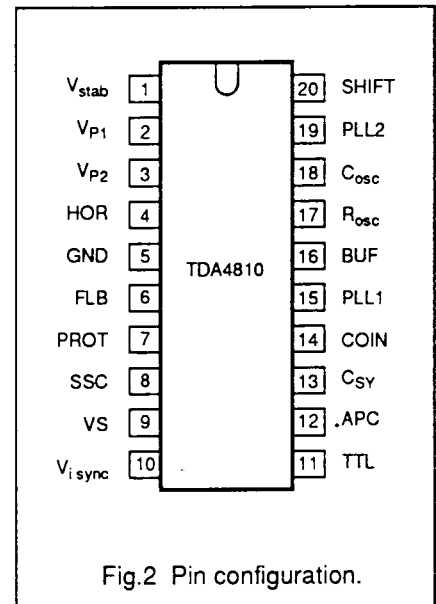 Vstab 1 20 SHIFT
VP1 2 19 PLL2
VP2 3 18 Cosc
HOR 4 17 Rosc
GND 5 16 BUF
TDA4810
FLB 6 15 PLL1
PROT 7 14 COIN
SSC 8 13 CSY
VS 9 12 .APC
Vi sync 10 11 TTL
Fig.2 Pin configuration.